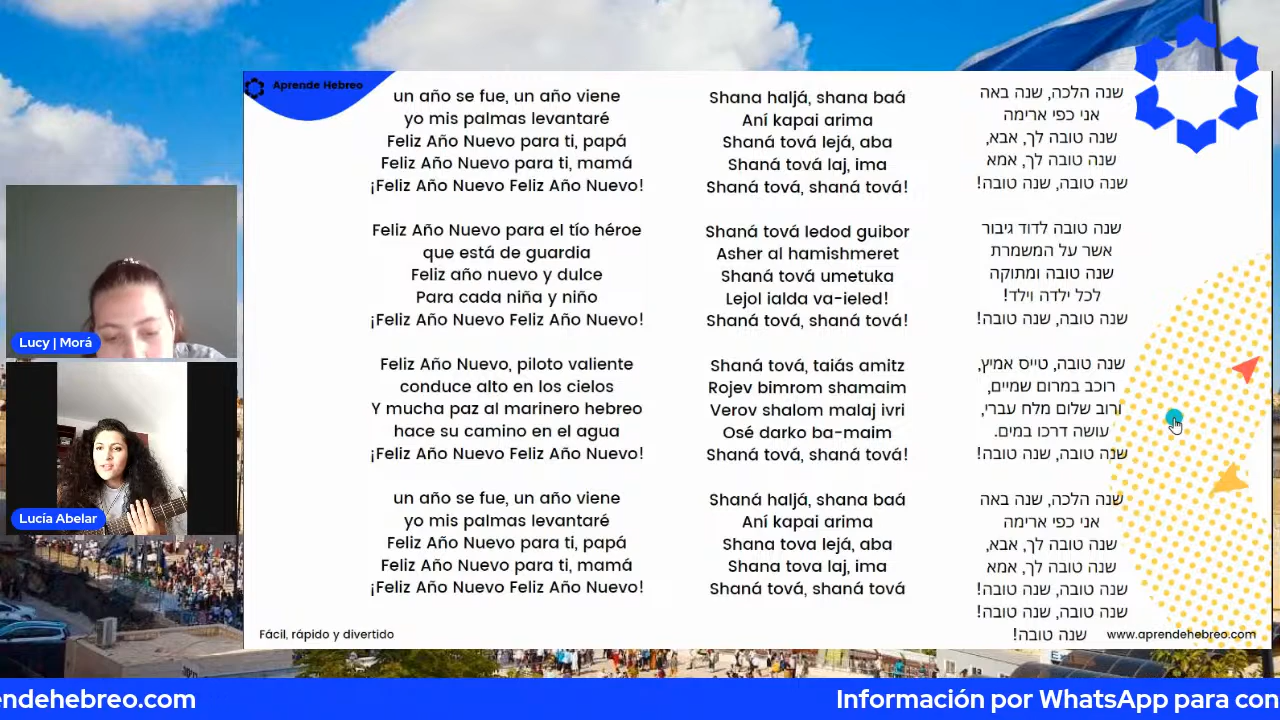 Aprende Hebreo
un año se fue, un año viene
yo mis palmas levantaré
Feliz Año Nuevo para ti, papá
Feliz Año Nuevo para ti, mamá
¡Feliz Año Nuevo Feliz Año Nuevo!
Feliz Año Nuevo para el tío héroe
que está de guardia
Feliz año nuevo y dulce
Para cada niña y niño
¡Feliz Año Nuevo Feliz Año Nuevo!
Feliz Año Nuevo, piloto valiente
conduce alto en los cielos
Y mucha paz al marinero hebreo
hace su camino en el agua
¡Feliz Año Nuevo Feliz Año Nuevo!
un año se fue, un año viene
yo mis palmas levantaré
Feliz Año Nuevo para ti, papá
Feliz Año Nuevo para ti, mamá
¡Feliz Año Nuevo Feliz Año Nuevo!
Shana haljá, shana baá
Aní kapai arima
Shaná tová lejá, aba
Shaná tová laj, ima
Shaná tová, shaná tová!
Shaná tová ledod guibor
Asher al hamishmeret
Shaná tová umetuka
Lejol ialda va-ieled!
Shaná tová, shaná tová!
Shaná tová, taiás amitz
Rojev bimrom shamaim
Verov shalom malaj ivri
Osé darko ba-maim
Shaná tová, shaná tová!
Shaná haljá, shana baá
Aní kapai arima
Shana tova lejá, aba
Shana tova laj, ima
Shaná tová, shaná tová
שנה הלכה, שנה באה
אני כפי ארימה
שנה טובה לך, אבא,
שנה טובה לך, אמא
שנה טובה, שנה טובה!
שנה טובה לדוד גיבור
אשר על המשמרת
שנה טובה ומתוקה
לכל ילדה וילד!
שנה טובה, שנה טובה!
שנה טובה, טייס אמיץ,
רוכב במרום שמיים,
ורוב שלום מלח עברי,
עושה דרכו במים.
שנה טובה, שנה טובה!
שנה הלכה, שנה באה
אני כפי ארימה
שנה טובה לך, אבא,
שנה טובה לך, אמא
שנה טובה, שנה טובה!
שנה טובה, שנה טובה!
שנה טובה!
Fácil, rápido y divertido
www.aprendehebreo.com
Lucy | Morá
Lucía Abelar
endehebreo.com
Información por WhatsApp para con